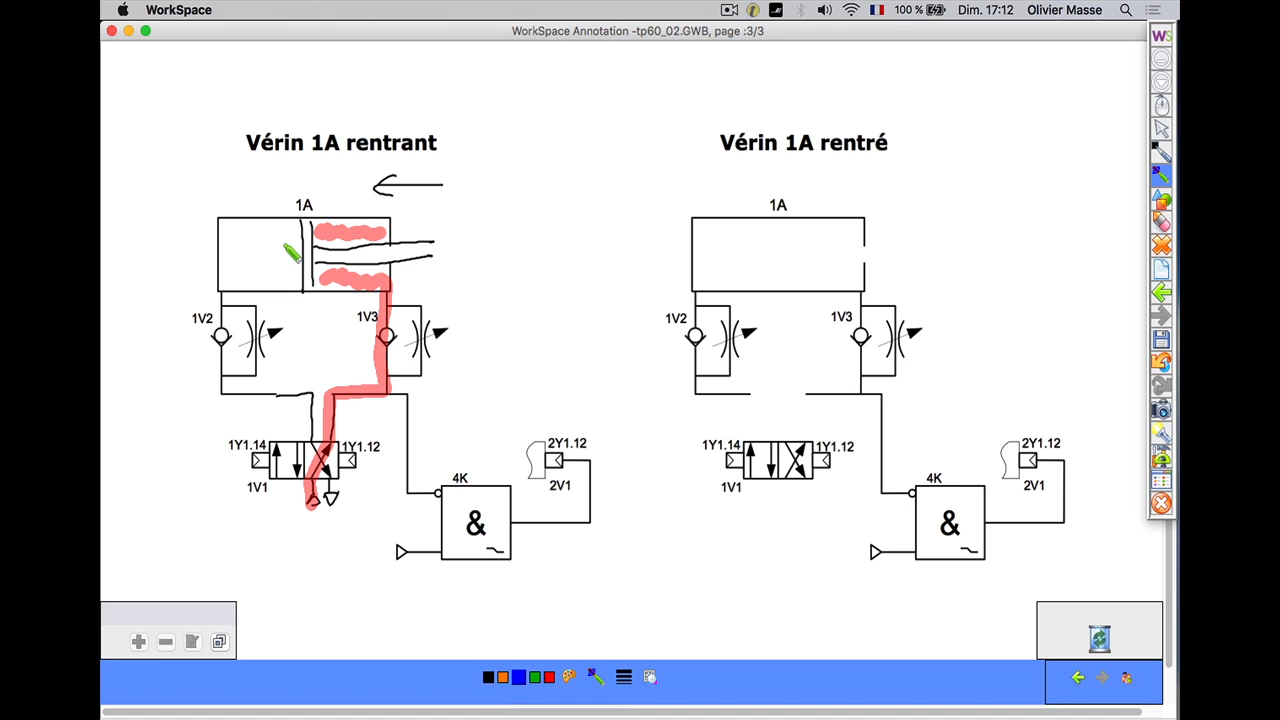 WorkSpace
100 %
Dim. 17:12
Olivier Masse
WorkSpace Annotation -tp60_02.GWB, page :3/3
WS
Vérin 1A rentrant
1A
1V2
1V3
1Y1.14
1Y1.12
1V1
4K
&
2Y1.12
2V1
Vérin 1A rentré
1A
1V2
1V3
1Y1.14
1Y1.12
1V1
4K
&
2Y1.12
2V1